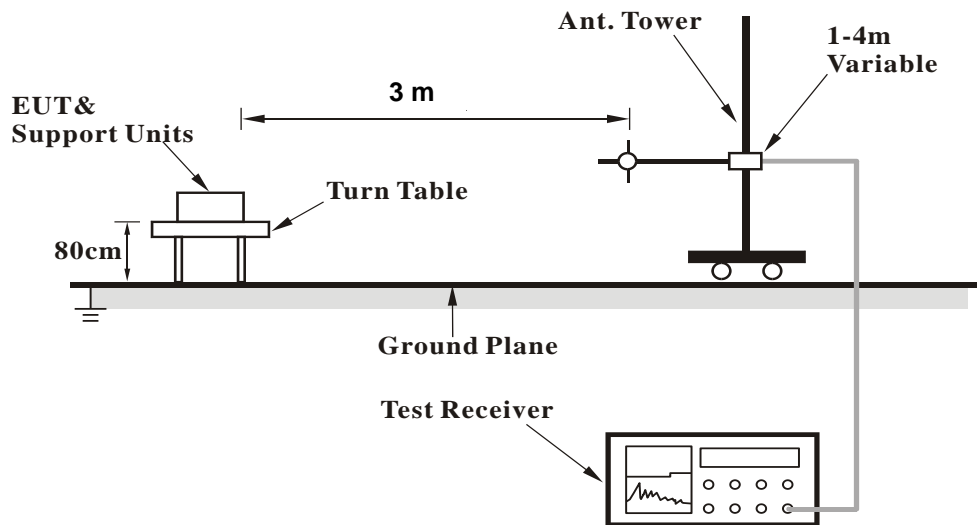 Ant. Tower
1-4m
Variable
3 m
EUT&
Support Units
Turn Table
80cm
Ground Plane
Test Receiver